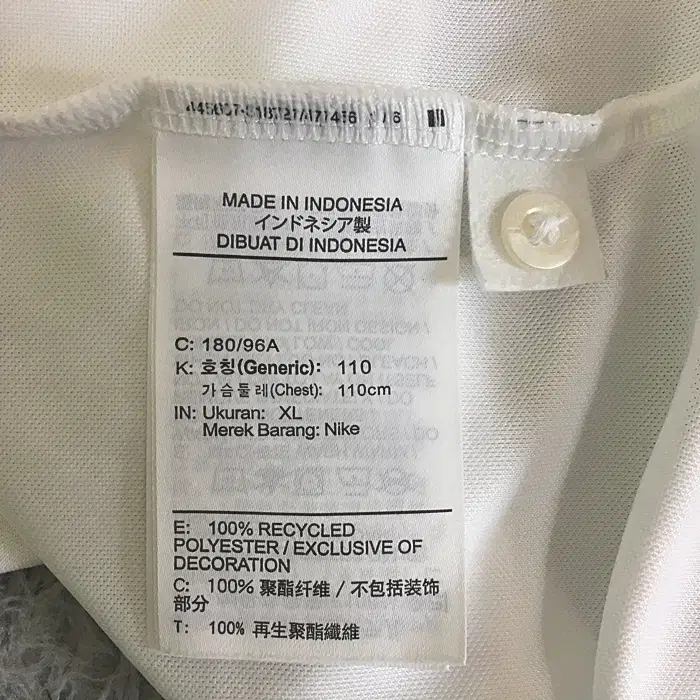 MADE IN INDONESIA
インドネシア製
DIBUAT DI INDONESIA
C: 180/96A
K: 호칭(Generic): 110
가슴둘레(Chest): 110cm
IN: Ukuran: XL
Merek Barang: Nike
E: 100% RECYCLED
POLYESTER / EXCLUSIVE OF
DECORATION
C: 100% 聚酯纤维 / 不包括装饰
部分
T: 100% 再生聚酯纖維